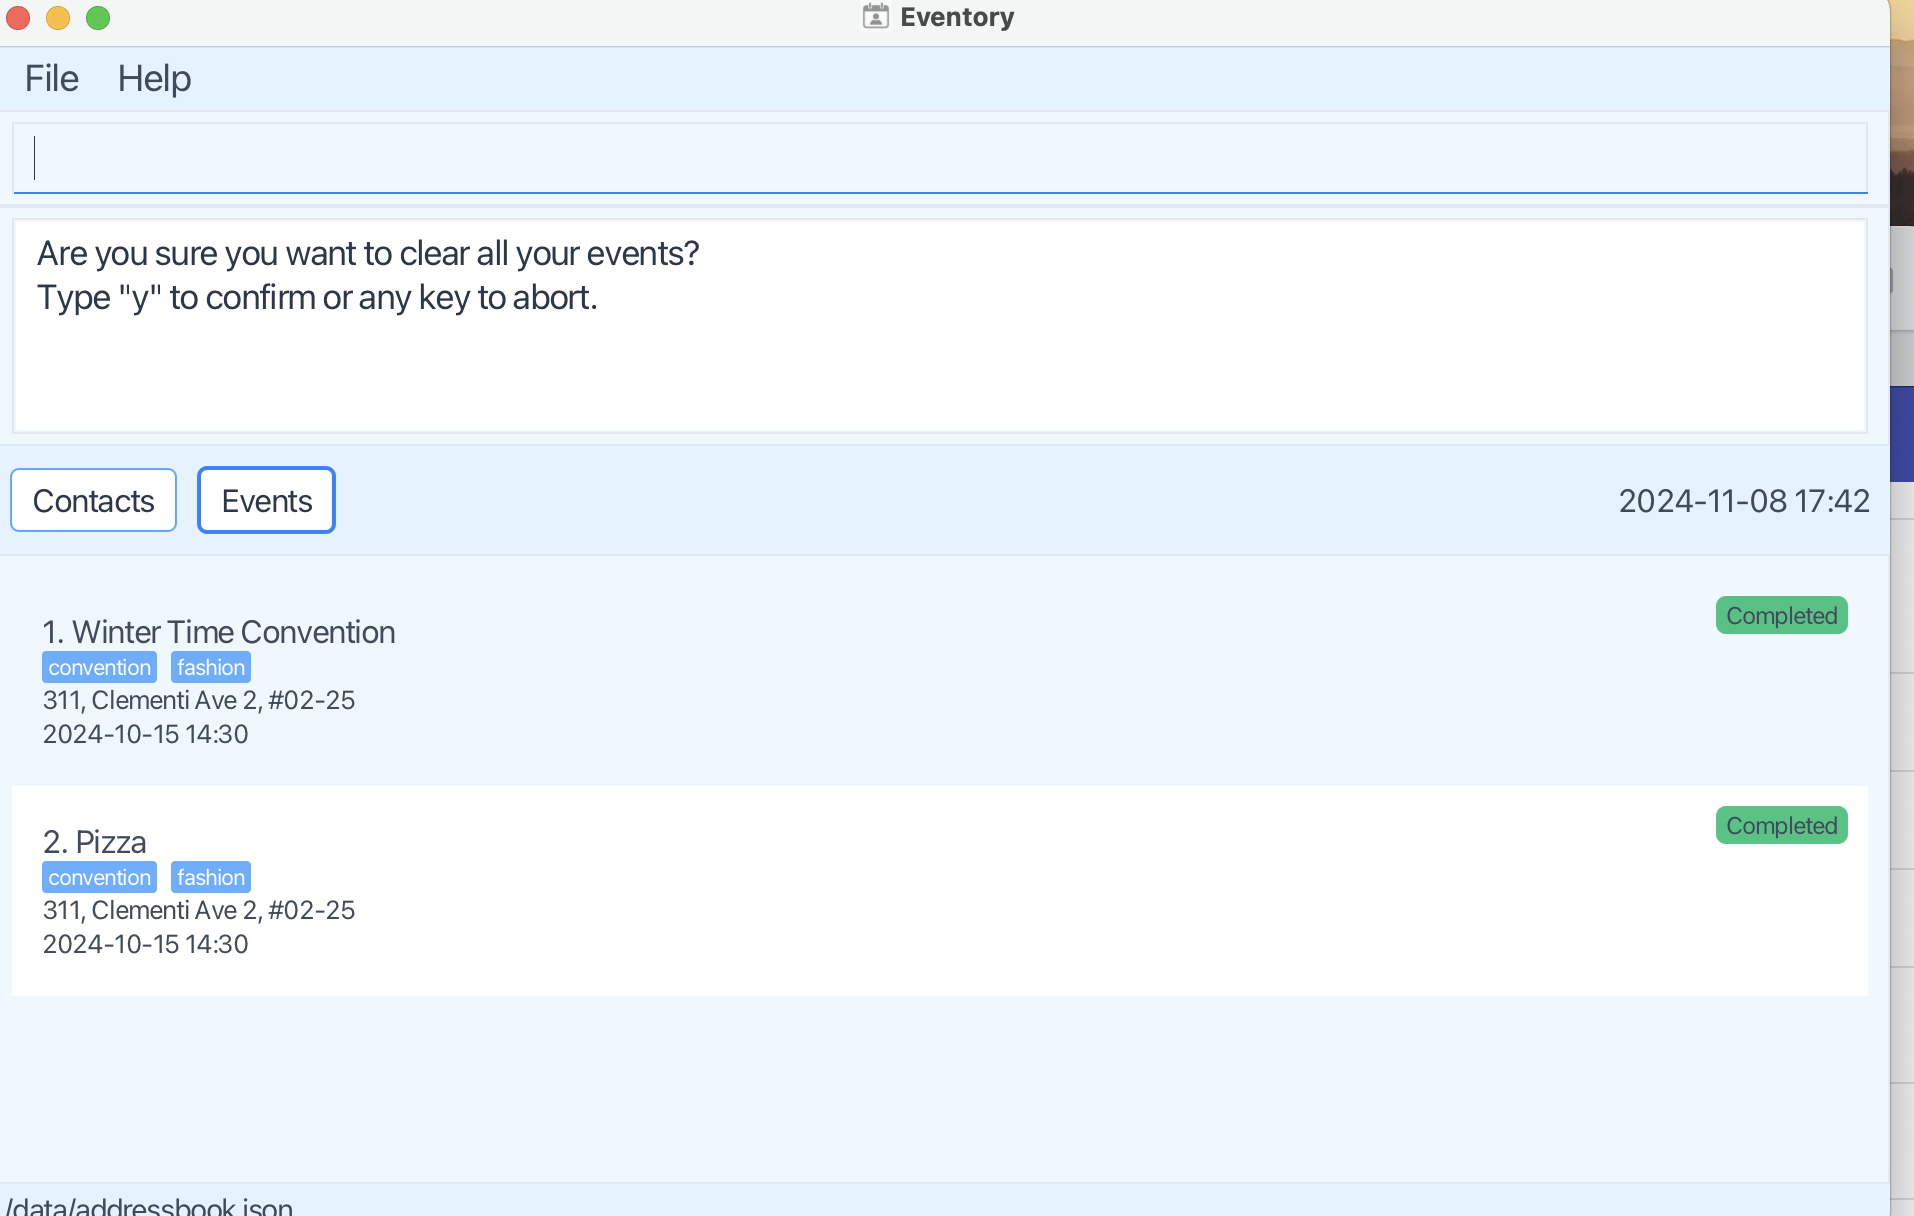 Eventory
File Help
Are you sure you want to clear all your events?
Type "y" to confirm or any key to abort.
Contacts Events 2024-11-08 17:42
1. Winter Time Convention Completed
convention fashion
311, Clementi Ave 2, #02-25
2024-10-15 14:30
2. Pizza Completed
convention fashion
311, Clementi Ave 2, #02-25
2024-10-15 14:30
/data/addressbook.json